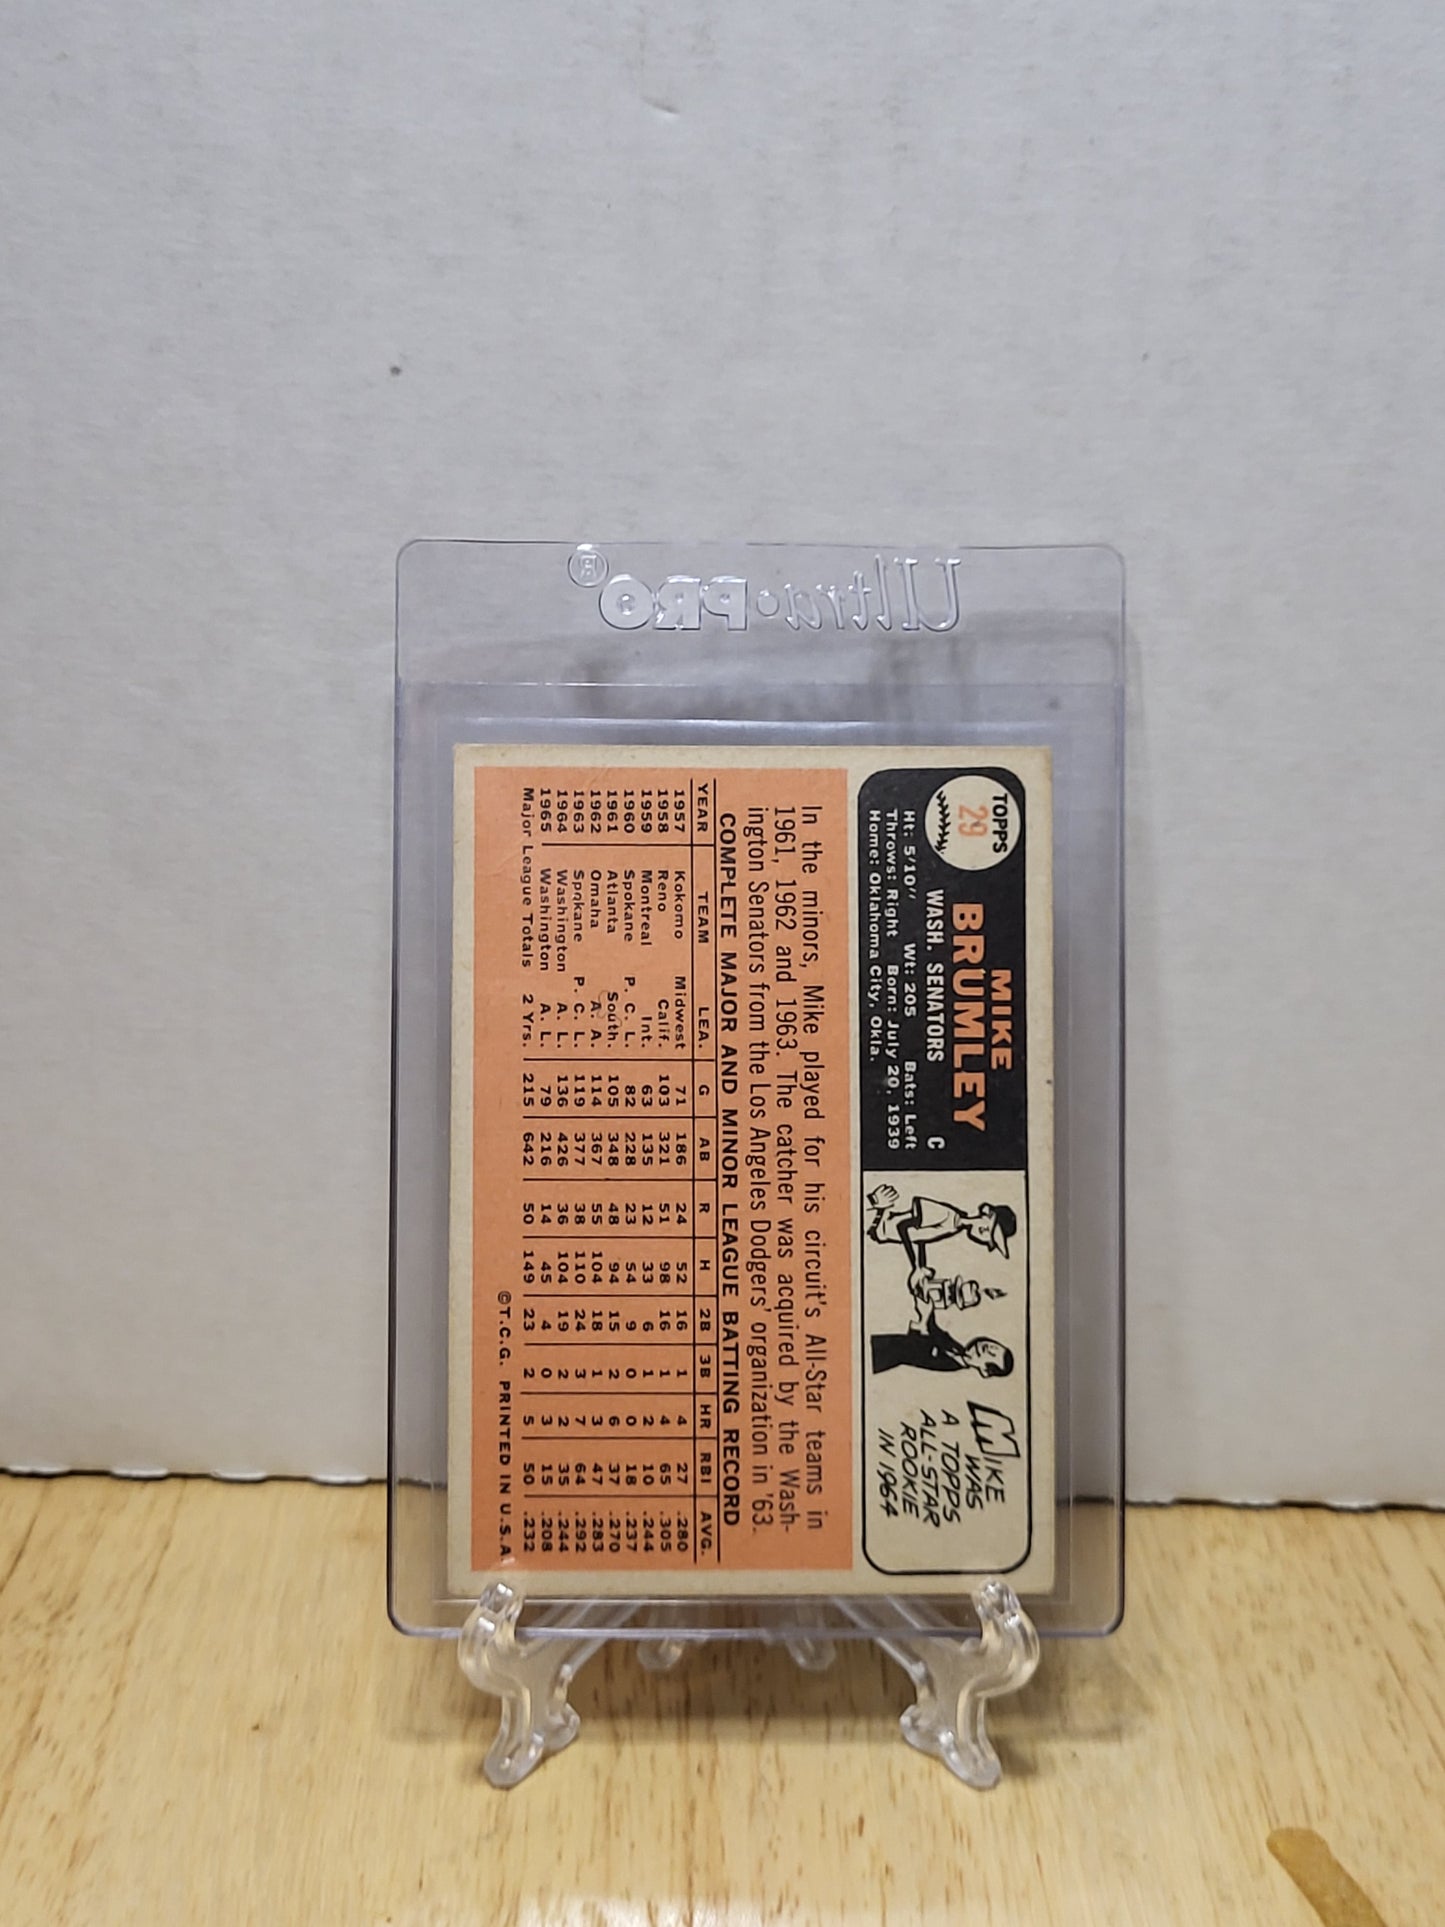 Ultra·PRO®
TOPPS
29
MIKE
BRUMLEY
WASH. SENATORS C
Ht: 5/10" Wt: 205 Bats: Left
Throws: Right Born: July 20, 1939
Home: Oklahoma City, Okla.
MIKE
WAS
A TOPPS
ALL-STAR
ROOKIE
IN 1964
In the minors, Mike played for his circuit's All-Star teams in
1961, 1962 and 1963. The catcher was acquired by the Wash-
ington Senators from the Los Angeles Dodgers' organization in '63.
COMPLETE MAJOR AND MINOR LEAGUE BATTING RECORD
YEAR TEAM LEA. G AB R H 2B 3B HR RBI AVG.
1957 Kokomo Midwest 71 186 24 52 16 1 4 27 .280
1958 Reno Calif. 103 321 51 98 16 1 4 65 .305
1959 Montreal Int. 63 135 12 33 6 1 2 10 .244
1960 Spokane P. C. L. 82 228 23 54 9 0 0 18 .237
1961 Atlanta South. 105 348 48 94 15 2 6 37 .270
1962 Omaha A. A. 114 367 55 104 18 1 3 47 .283
1963 Spokane P. C. L. 119 377 38 110 24 3 7 64 .292
1964 Washington A. L. 136 426 36 104 19 2 2 35 .244
1965 Washington A. L. 79 216 14 45 4 0 3 15 .208
Major League Totals 2 Yrs. 215 642 50 149 23 2 5 50 .232
©T.C.G. PRINTED IN U.S.A.